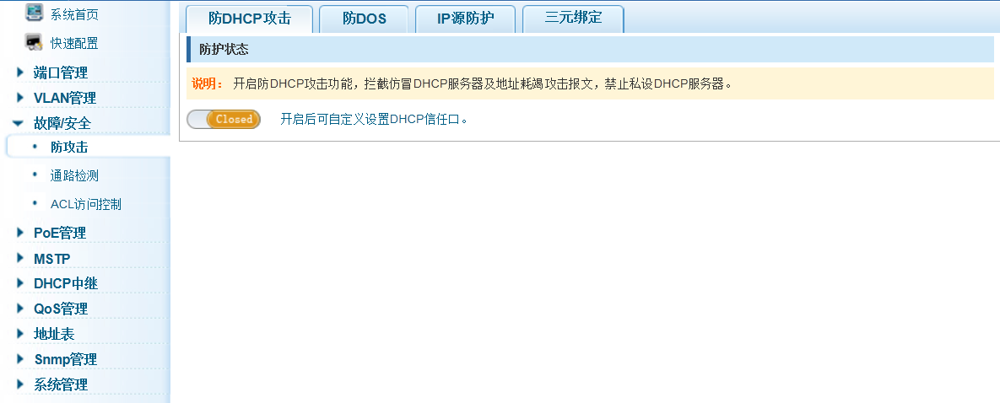 系统首页
快速配置
端口管理
VLAN管理
故障/安全
防攻击
通路检测
ACL访问控制
PoE管理
MSTP
DHCP中继
QoS管理
地址表
Snmp管理
系统管理
防DHCP攻击
防DOS
IP源防护
三元绑定
防护状态
说明： 开启防DHCP攻击功能，拦截仿冒DHCP服务器及地址耗竭攻击报文，禁止私设DHCP服务器。
Closed 开启后可自定义设置DHCP信任口。